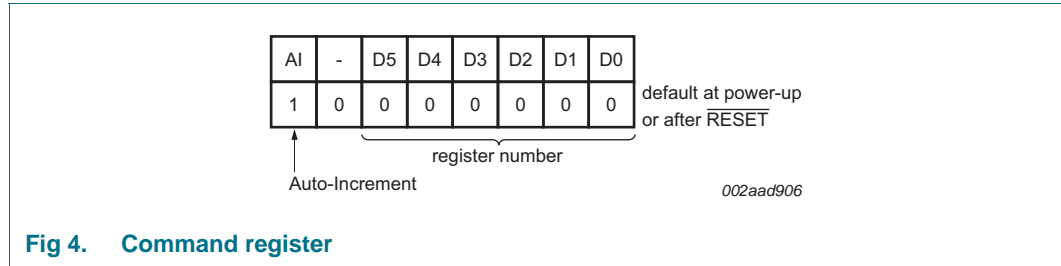 AI - D5 D4 D3 D2 D1 D0
1 0 0 0 0 0 0 0
default at power-up
or after RESET
register number
Auto-Increment
002aad906
Fig 4. Command register